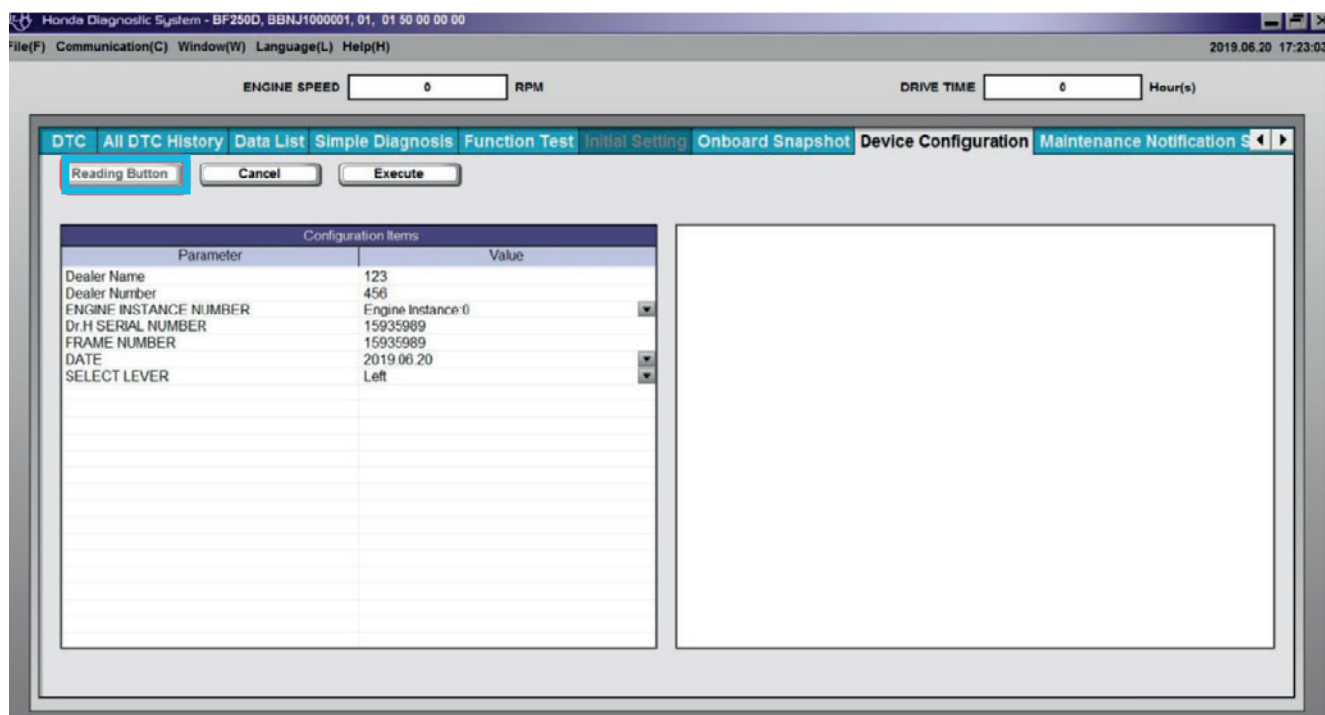 Honda Diagnostic System - BF250D, BBNJ1000001, 01, 01 50 00 00 00
File(F) Communication(C) Window(W) Language(L) Help(H) 2019.06.20 17:23:03
ENGINE SPEED 0 RPM DRIVE TIME 0 Hour(s)
DTC All DTC History Data List Simple Diagnosis Function Test Initial Setting Onboard Snapshot Device Configuration Maintenance Notification S
Reading Button Cancel Execute
Configuration Items
Parameter Value
Dealer Name 123
Dealer Number 456
ENGINE INSTANCE NUMBER Engine Instance:0
Dr.H SERIAL NUMBER 15935989
FRAME NUMBER 15935989
DATE 2019.06.20
SELECT LEVER Left